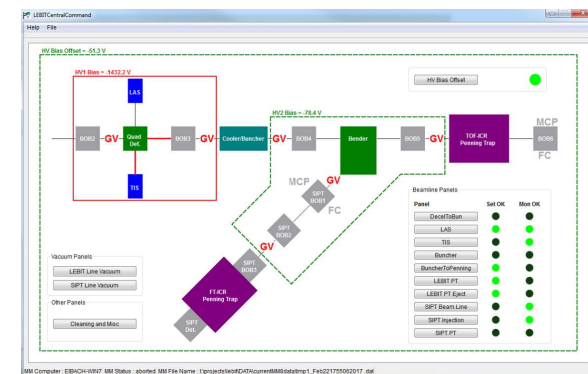 LEBITCentralCommand
Help File
HV Bias Offset = -51.3 V
HV1 Bias = -1432.2 V
HV Bias Offset
LAS
HV2 Bias = -78.4 V
BOB2
GV
Quad Def.
BOB3
GV
Cooler/Buncher
GV
BOB4
Bender
BOB5
GV
TOF-ICR
Penning Trap
MCP
BOB6
FC
TIS
MCP
GV
SIPT
BOB1
FC
SIPT
BOB2
GV
SIPT
BOB3
FT-ICR
Penning Trap
SIPT
Det.
Vacuum Panels
LEBIT Line Vacuum
SIPT Line Vacuum
Other Panels
Cleaning and Misc
Beamline Panels
Panel Set OK Mon OK
DecelToBun
LAS
TIS
Buncher
BuncherToPenning
LEBIT PT
LEBIT PT Eject
SIPT Beam Line
SIPT Injection
SIPT PT
MM Computer : EIBACH-WIN7 MM Status : aborted MM File Name : I:\projects\lebit\DATA\currentMM8data\tmp1_Feb221755062017 .dat